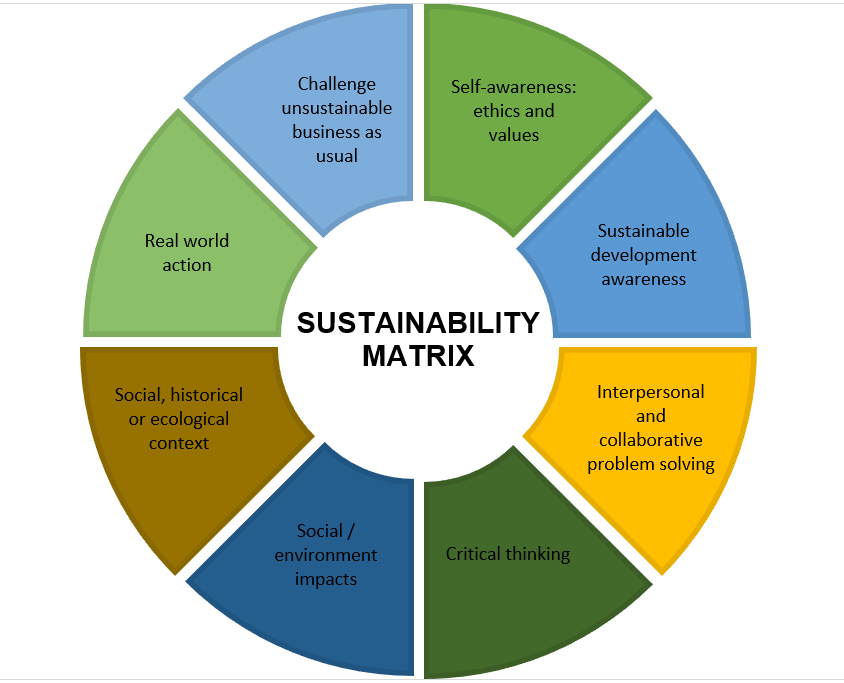 Challenge
unsustainable
business as
usual
Self-awareness:
ethics and
values
Sustainable
development
awareness
Interpersonal
and
collaborative
problem solving
Critical thinking
Social /
environment
impacts
Social, historical
or ecological
context
Real world
action
SUSTAINABILITY
MATRIX